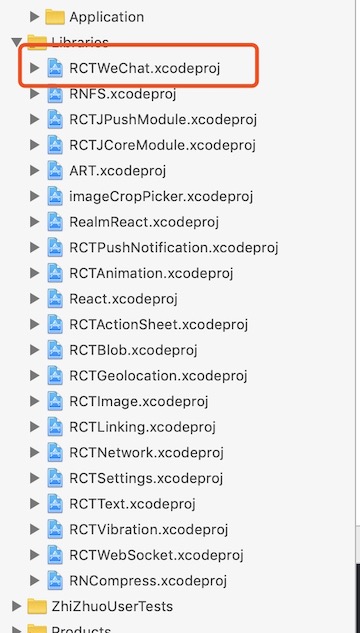 Application
Libraries
RCTWeChat.xcodeproj
RNFS.xcodeproj
RCTJPushModule.xcodeproj
RCTJCoreModule.xcodeproj
ART.xcodeproj
imageCropPicker.xcodeproj
RealmReact.xcodeproj
RCTPushNotification.xcodeproj
RCTAnimation.xcodeproj
React.xcodeproj
RCTActionSheet.xcodeproj
RCTBlob.xcodeproj
RCTGeolocation.xcodeproj
RCTImage.xcodeproj
RCTLinking.xcodeproj
RCTNetwork.xcodeproj
RCTSettings.xcodeproj
RCTText.xcodeproj
RCTVibration.xcodeproj
RCTWebSocket.xcodeproj
RNCompress.xcodeproj
ZhiZhuoUserTests
Products